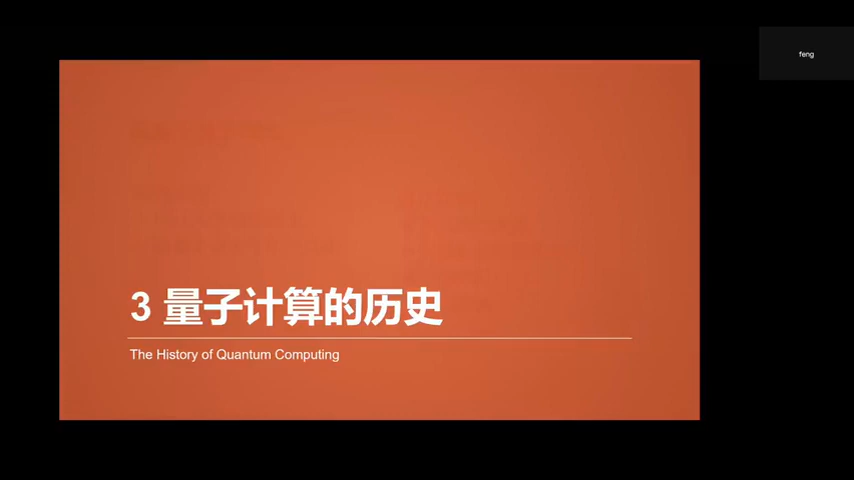 feng
3 量子计算的历史
The History of Quantum Computing